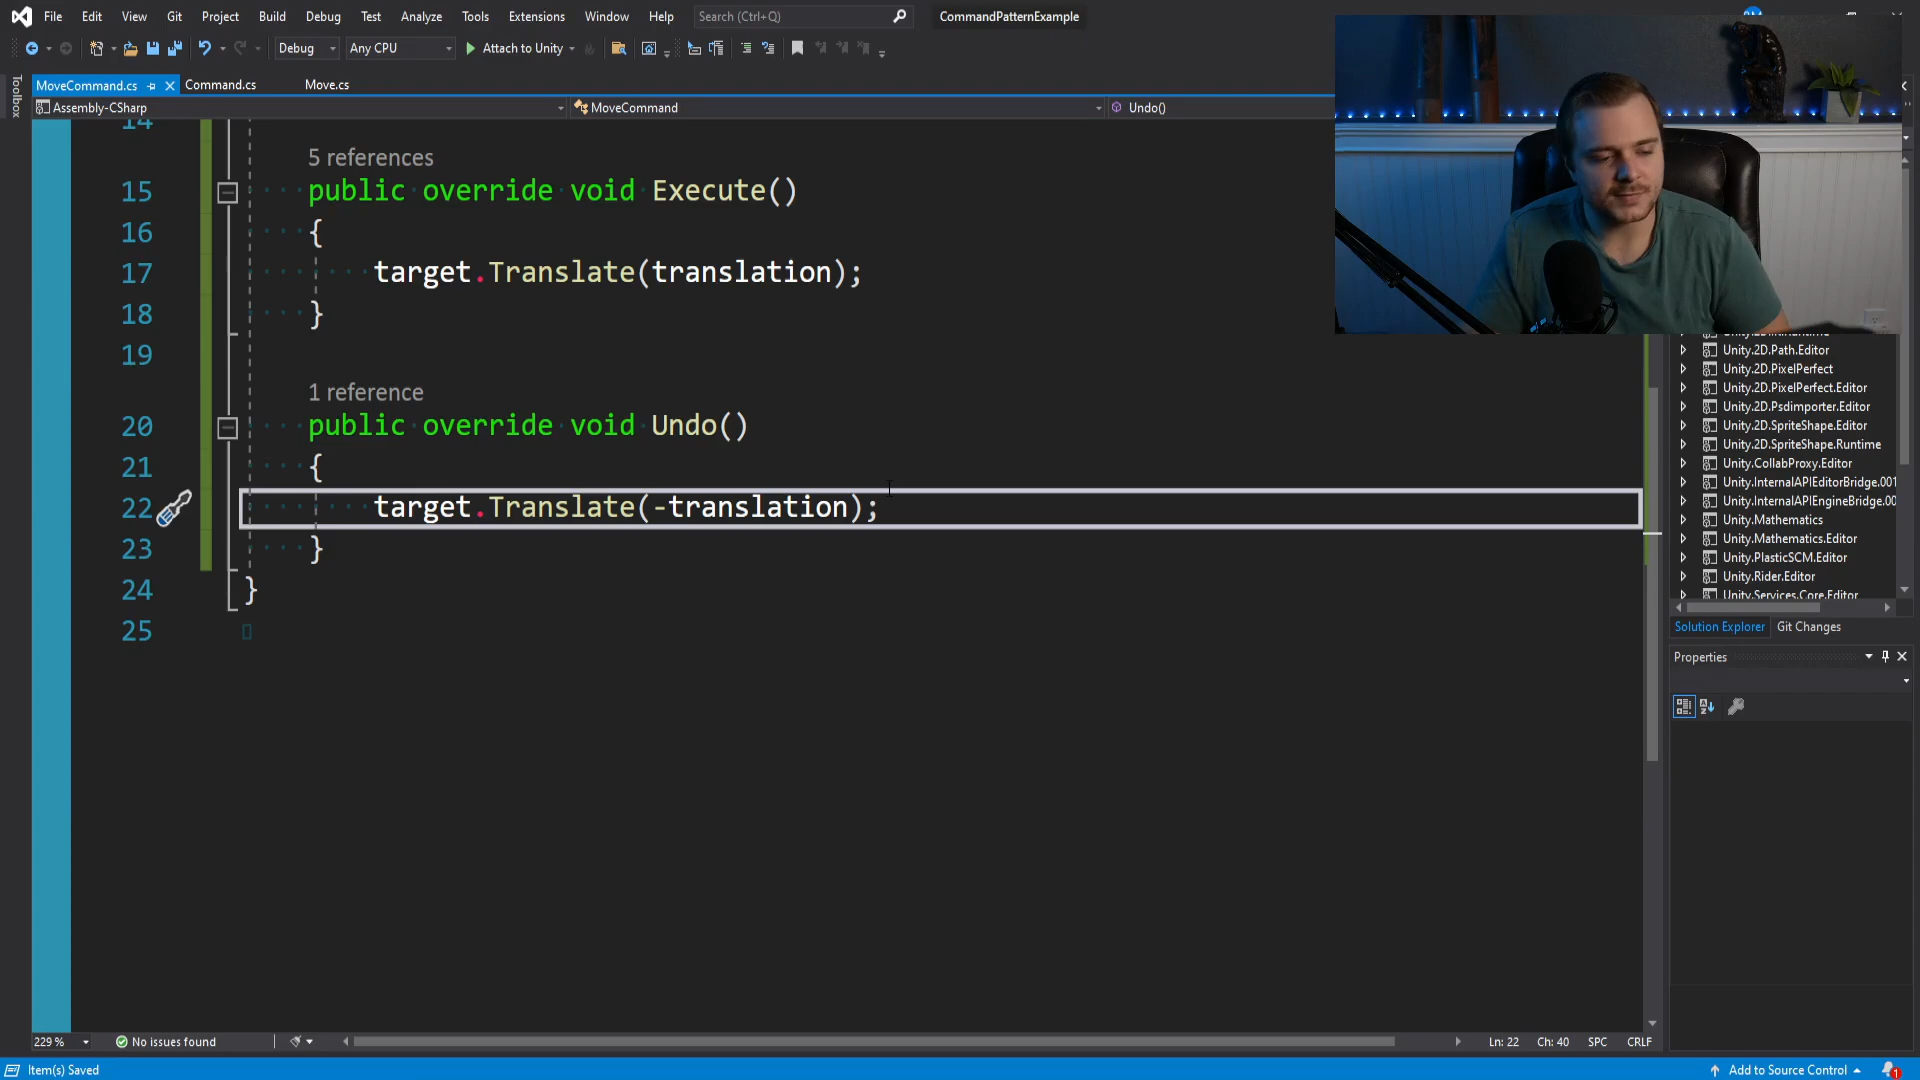 File Edit View Git Project Build Debug Test Analyze Tools Extensions Window Help Search (Ctrl+Q) CommandPatternExample
Debug Any CPU Attach to Unity
Toolbox
MoveCommand.cs Command.cs Move.cs
Assembly-CSharp MoveCommand Undo()
14
5 references
15 public override void Execute()
16 {
17 target.Translate(translation);
18 }
19
1 reference
20 public override void Undo()
21 {
22 target.Translate(-translation);
23 }
24 }
25
Unity.2D.Path.Editor
Unity.2D.PixelPerfect
Unity.2D.PixelPerfect.Editor
Unity.2D.Psdimporter.Editor
Unity.2D.SpriteShape.Editor
Unity.2D.SpriteShape.Runtime
Unity.CollabProxy.Editor
Unity.InternalAPIEditorBridge.001
Unity.InternalAPIEngineBridge.00
Unity.Mathematics
Unity.Mathematics.Editor
Unity.PlasticSCM.Editor
Unity.Rider.Editor
Unity.Services.Core.Editor
Solution Explorer Git Changes
Properties
229 % No issues found Ln: 22 Ch: 40 SPC CRLF
Item(s) Saved Add to Source Control 1